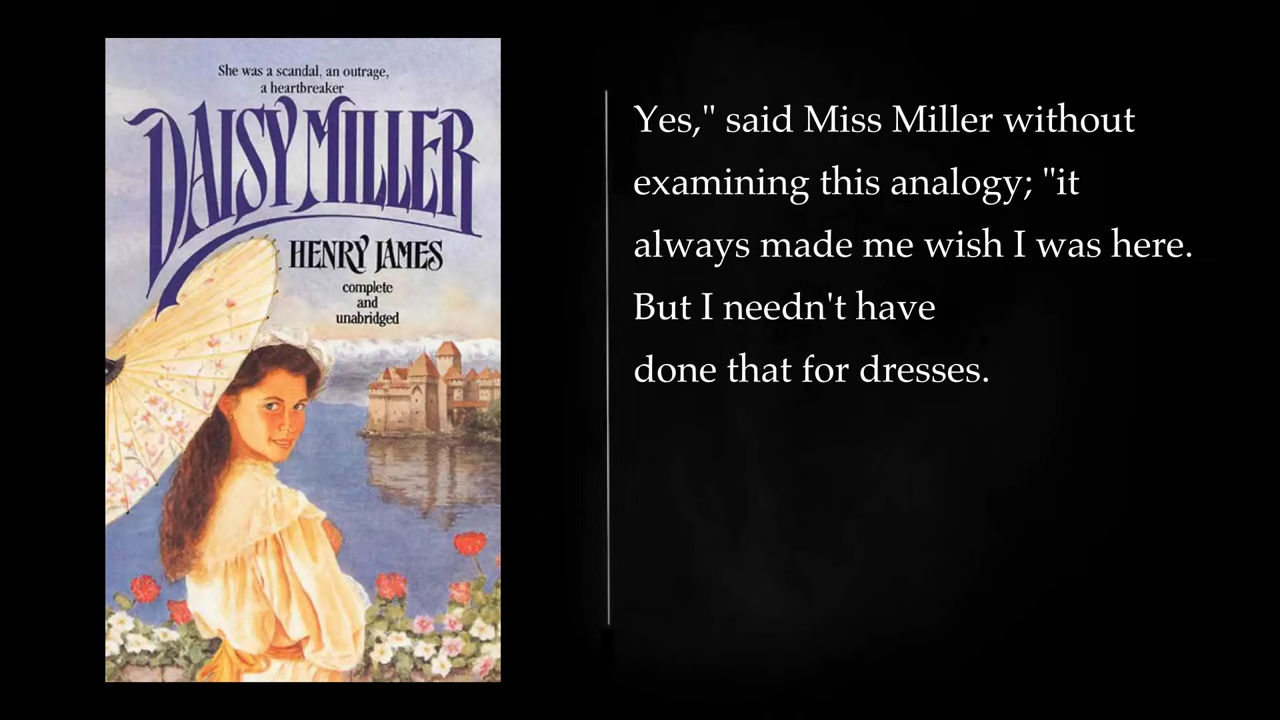 She was a scandal, an outrage,
a heartbreaker
DAISY MILLER
HENRY JAMES
complete
and
unabridged
Yes," said Miss Miller without
examining this analogy; "it
always made me wish I was here.
But I needn't have
done that for dresses.